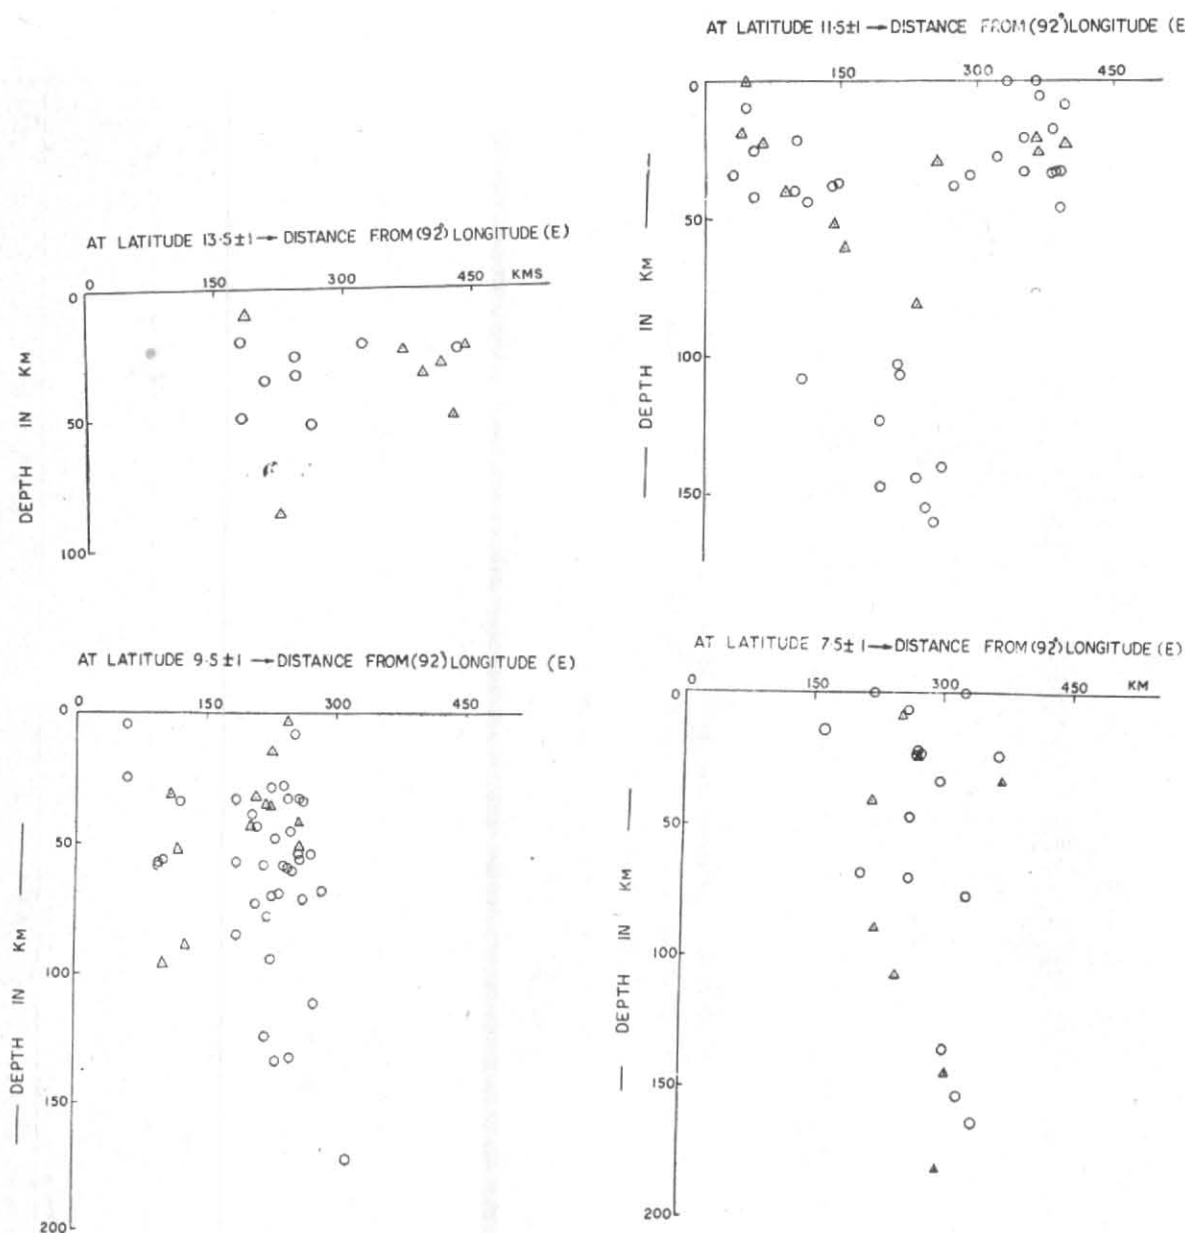 AT LATITUDE 11·5±1 → DISTANCE FROM (92°) LONGITUDE (E
150 300 450
0
50
100
150
DEPTH IN KM
AT LATITUDE 13·5±1 → DISTANCE FROM (92°) LONGITUDE (E)
0 150 300 450 KMS
0
50
100
DEPTH IN KM
AT LATITUDE 9·5±1 → DISTANCE FROM (92) LONGITUDE (E)
0 150 300 450
0
50
100
150
200
DEPTH IN KM
AT LATITUDE 7·5±1 → DISTANCE FROM (92°) LONGITUDE (E)
0 150 300 450 KM
0
50
100
150
200
DEPTH IN KM